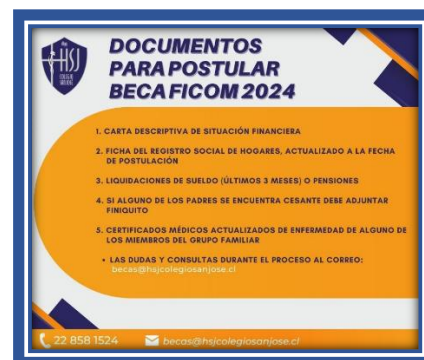 HSJ
COLEGIO
SAN JOSÉ
DOCUMENTOS
PARA POSTULAR
BECA FICOM 2024
1. CARTA DESCRIPTIVA DE SITUACIÓN FINANCIERA
2. FICHA DEL REGISTRO SOCIAL DE HOGARES, ACTUALIZADO A LA FECHA
DE POSTULACIÓN
3. LIQUIDACIONES DE SUELDO (ÚLTIMOS 3 MESES) O PENSIONES
4. SI ALGUNO DE LOS PADRES SE ENCUENTRA CESANTE DEBE ADJUNTAR
FINIQUITO
5. CERTIFICADOS MÉDICOS ACTUALIZADOS DE ENFERMEDAD DE ALGUNO DE
LOS MIEMBROS DEL GRUPO FAMILIAR
• LAS DUDAS Y CONSULTAS DURANTE EL PROCESO AL CORREO:
becas@hsjcolegiosanjose.cl
22 858 1524 becas@hsjcolegiosanjose.cl